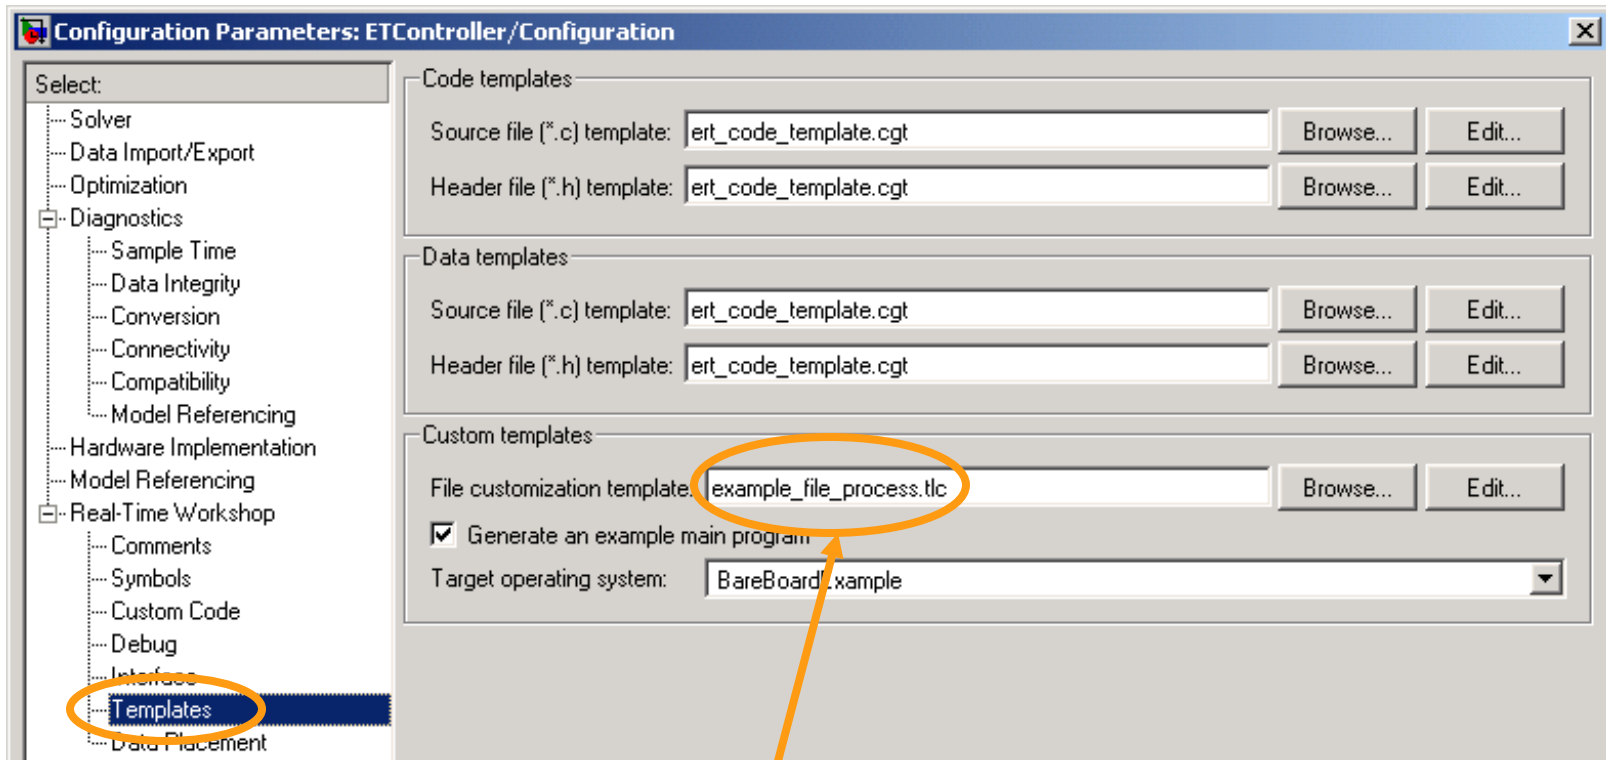 Configuration Parameters: ETController/Configuration
Select:
Solver
Data Import/Export
Optimization
Diagnostics
Sample Time
Data Integrity
Conversion
Connectivity
Compatibility
Model Referencing
Hardware Implementation
Model Referencing
Real-Time Workshop
Comments
Symbols
Custom Code
Debug
Interface
Templates
Data Placement
Code templates
Source file (*.c) template: ert_code_template.cgt Browse... Edit...
Header file (*.h) template: ert_code_template.cgt Browse... Edit...
Data templates
Source file (*.c) template: ert_code_template.cgt Browse... Edit...
Header file (*.h) template: ert_code_template.cgt Browse... Edit...
Custom templates
File customization template: example_file_process.tlc Browse... Edit...
Generate an example main program
Target operating system: BareBoardExample